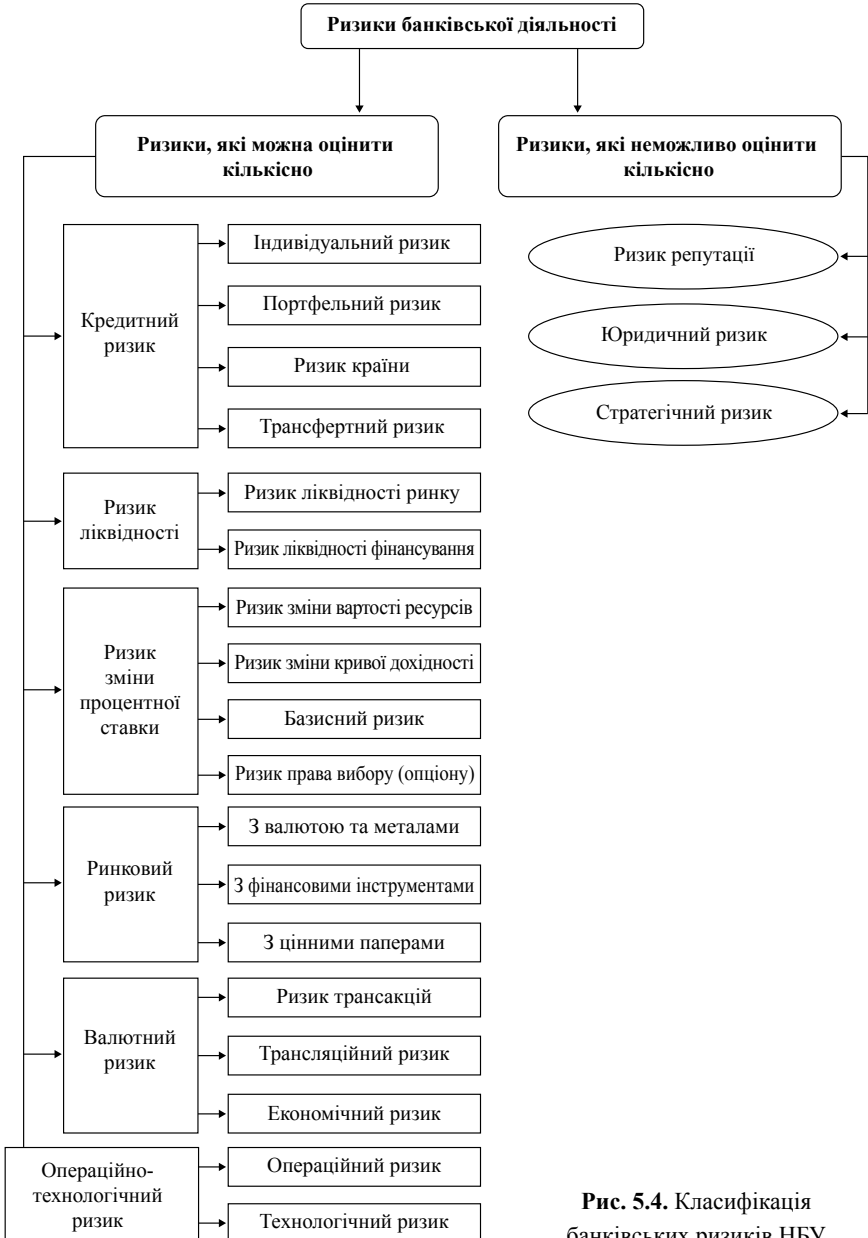 Ризики банківської діяльності
Ризики, які можна оцінити
кількісно
Ризики, які неможливо оцінити
кількісно
Кредитний
ризик
Індивідуальний ризик
Портфельний ризик
Ризик країни
Трансфертний ризик
Ризик
ліквідності
Ризик ліквідності ринку
Ризик ліквідності фінансування
Ризик
зміни
процентної
ставки
Ризик зміни вартості ресурсів
Ризик зміни кривої дохідності
Базисний ризик
Ризик права вибору (опціону)
Ринковий
ризик
З валютою та металами
З фінансовими інструментами
З цінними паперами
Валютний
ризик
Ризик трансакцій
Трансляційний ризик
Економічний ризик
Операційно-
технологічний
ризик
Операційний ризик
Технологічний ризик
Ризик репутації
Юридичний ризик
Стратегічний ризик
Рис. 5.4. Класифікація
банківських ризиків НБУ